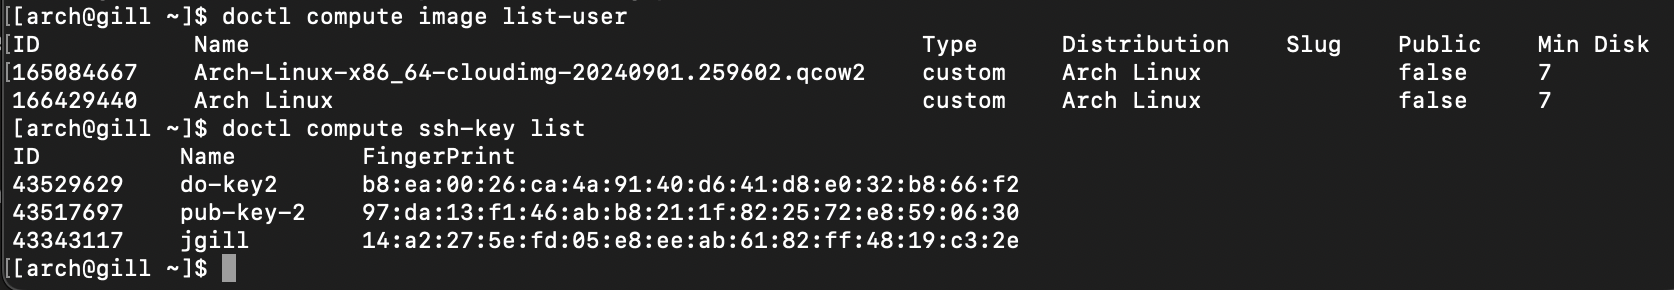 [[arch@gill ~]$ doctl compute image list-user
[ID           Name                                                Type      Distribution    Slug    Public    Min Disk
[165084667    Arch-Linux-x86_64-cloudimg-20240901.259602.qcow2    custom    Arch Linux              false     7
166429440    Arch Linux                                          custom    Arch Linux              false     7
[arch@gill ~]$ doctl compute ssh-key list
ID          Name         FingerPrint
43529629    do-key2      b8:ea:00:26:ca:4a:91:40:d6:41:d8:e0:32:b8:66:f2
43517697    pub-key-2    97:da:13:f1:46:ab:b8:21:1f:82:25:72:e8:59:06:30
43343117    jgill        14:a2:27:5e:fd:05:e8:ee:ab:61:82:ff:48:19:c3:2e
[[arch@gill ~]$